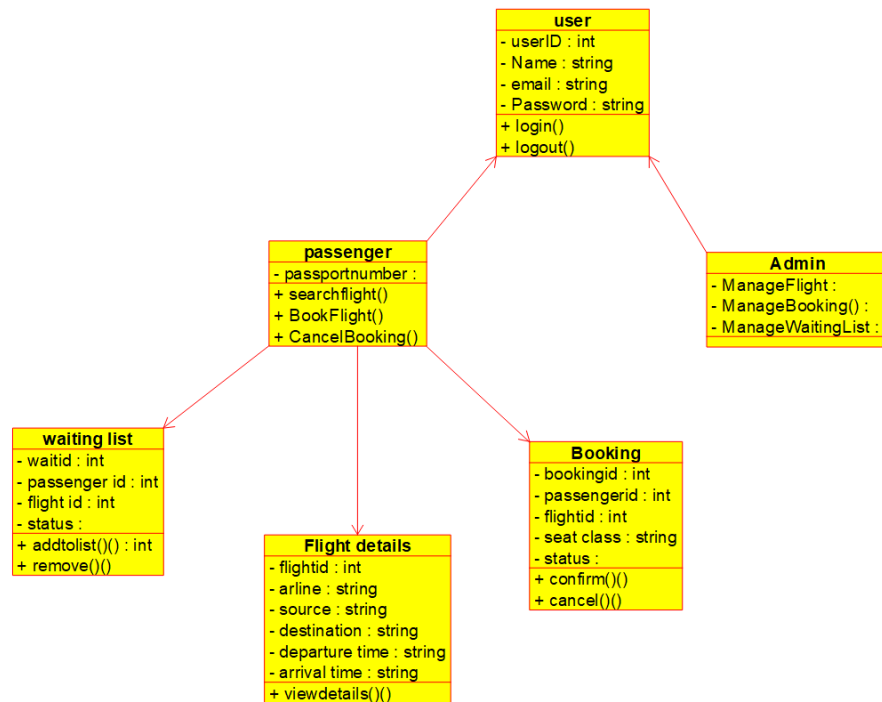 user
- userID : int
- Name : string
- email : string
- Password : string
+ login()
+ logout()
passenger
- passportnumber :
+ searchflight()
+ BookFlight()
+ CancelBooking()
Admin
- ManageFlight :
- ManageBooking() :
- ManageWaitingList :
waiting list
- waitid : int
- passenger id : int
- flight id : int
- status :
+ addtolist()() : int
+ remove()()
Flight details
- flightid : int
- arline : string
- source : string
- destination : string
- departure time : string
- arrival time : string
+ viewdetails()()
Booking
- bookingid : int
- passengerid : int
- flightid : int
- seat class : string
- status :
+ confirm()()
+ cancel()()